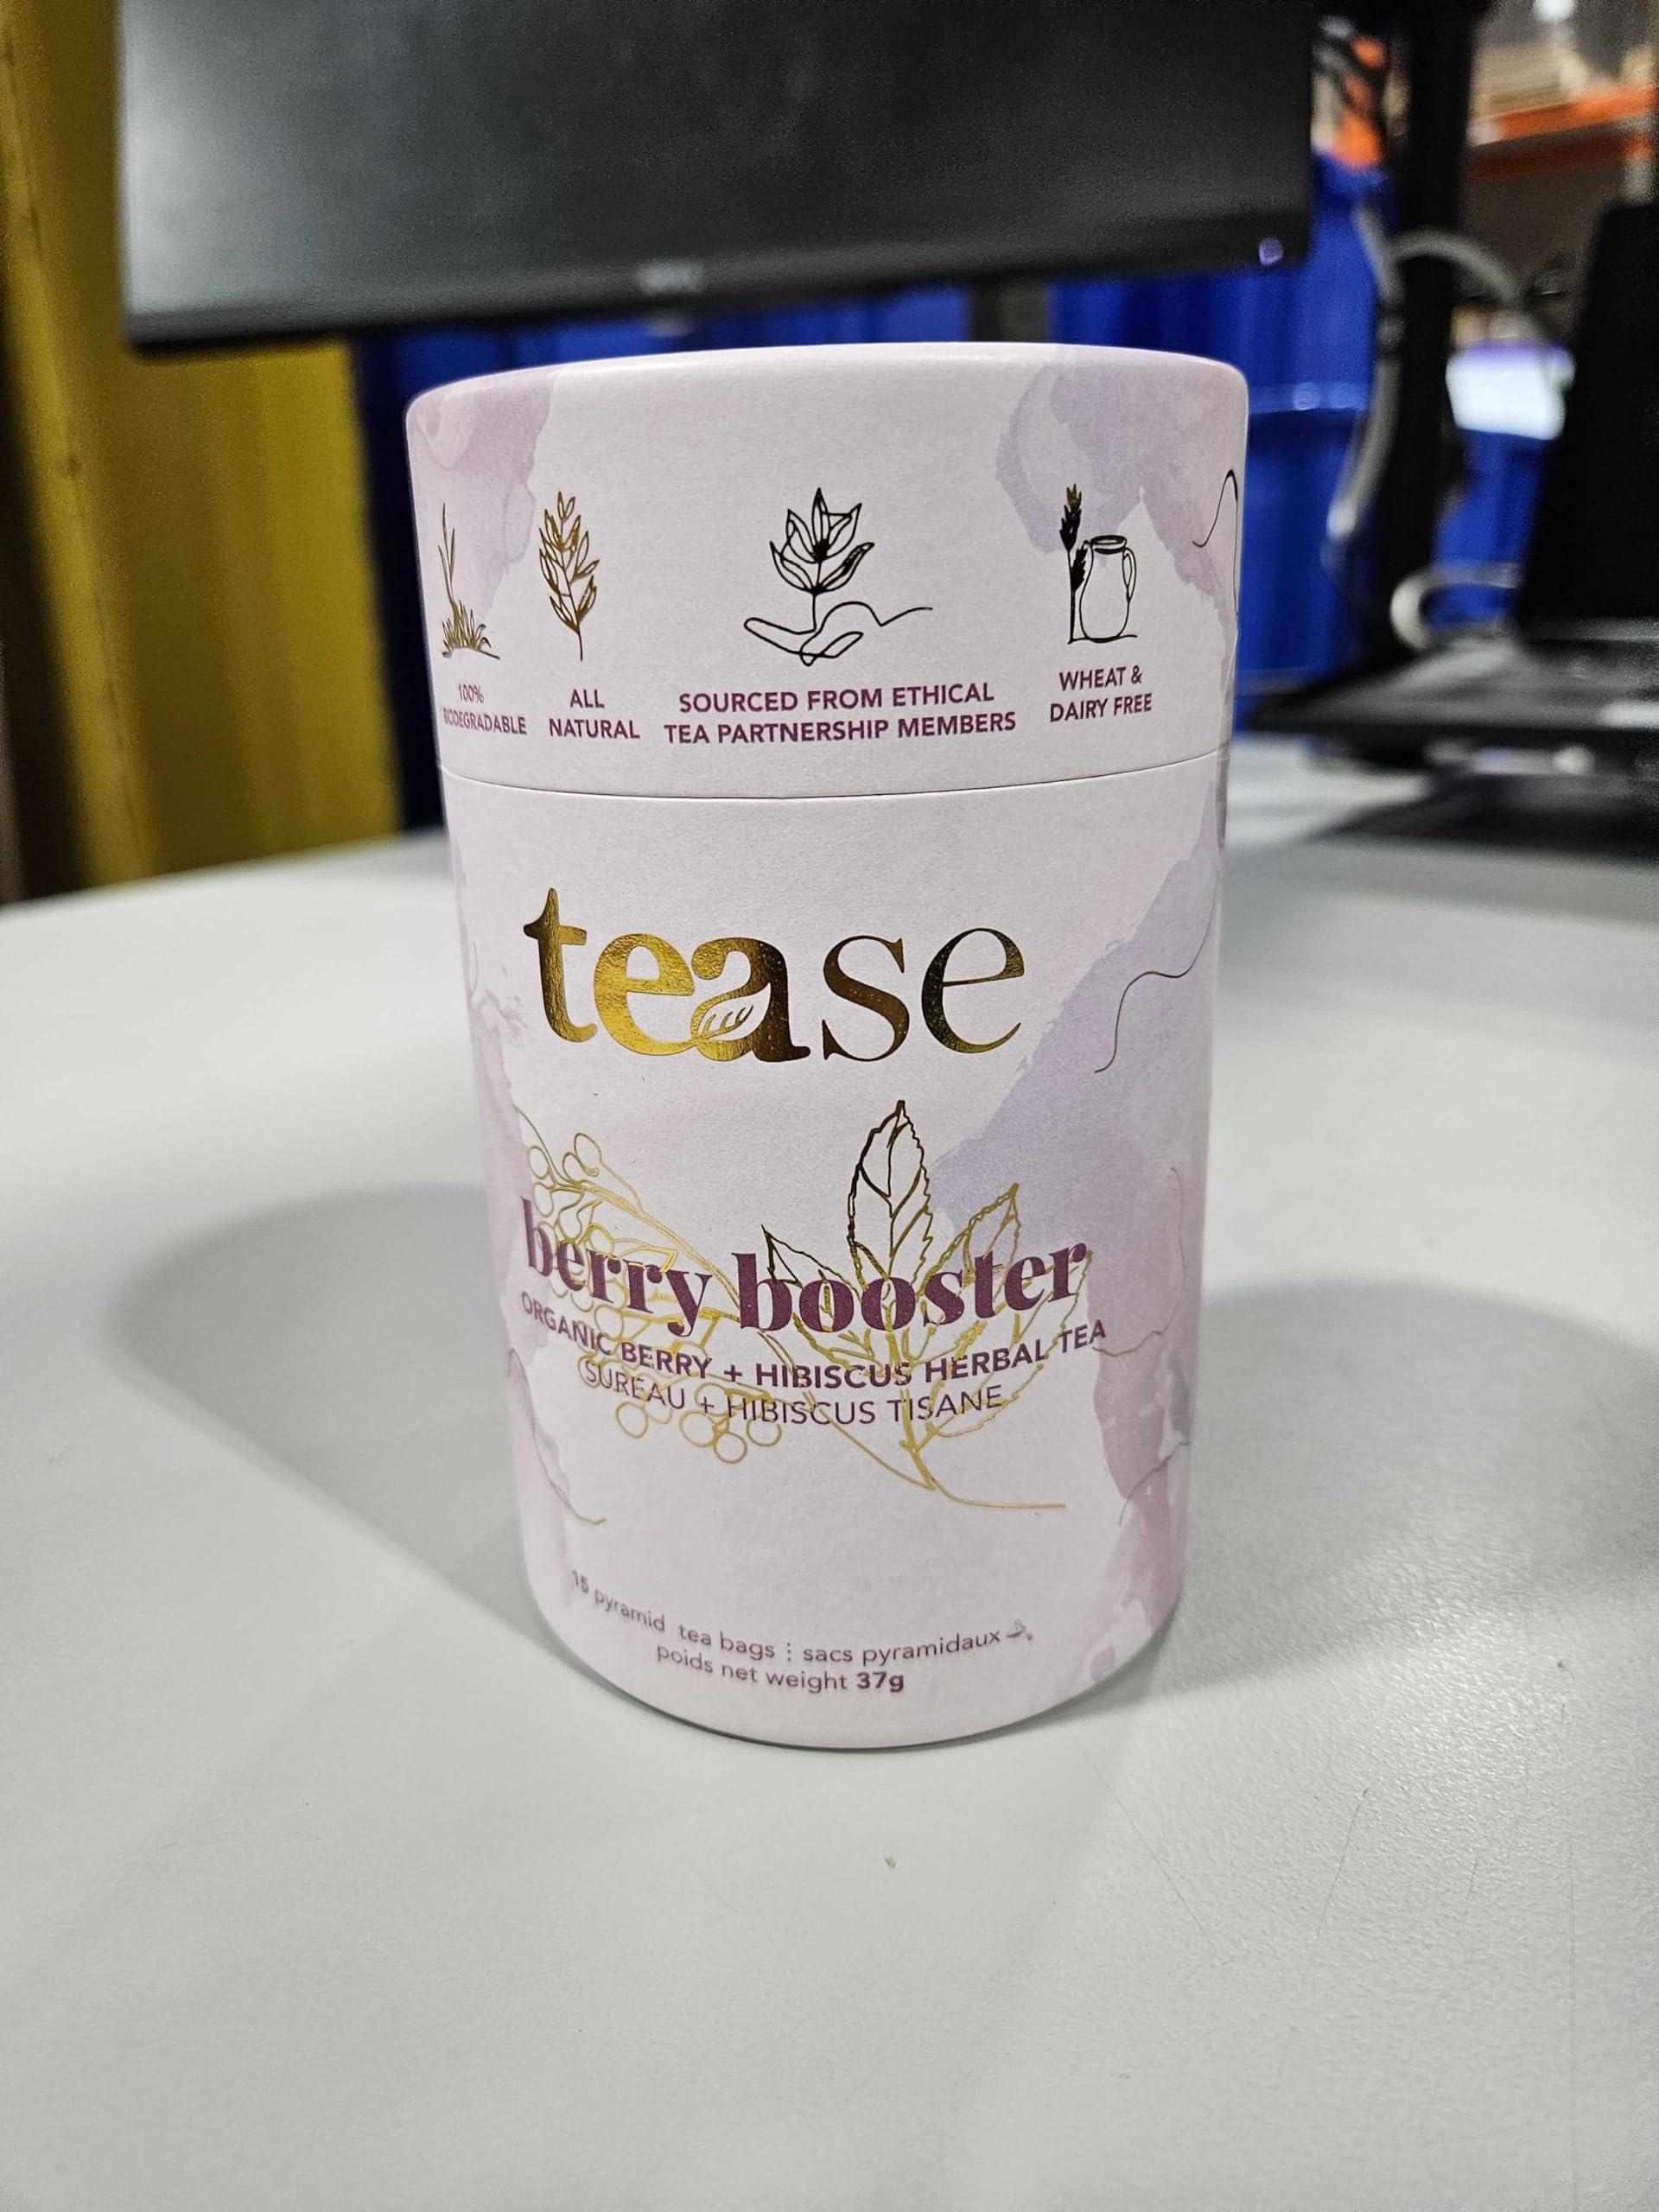 100%
BIODEGRADABLE
ALL
NATURAL
SOURCED FROM ETHICAL
TEA PARTNERSHIP MEMBERS
WHEAT &
DAIRY FREE
tease
berry booster
ORGANIC BERRY + HIBISCUS HERBAL TEA
SUREAU + HIBISCUS TISANE
15 pyramid tea bags ⋮ sacs pyramidaux
poids net weight 37g